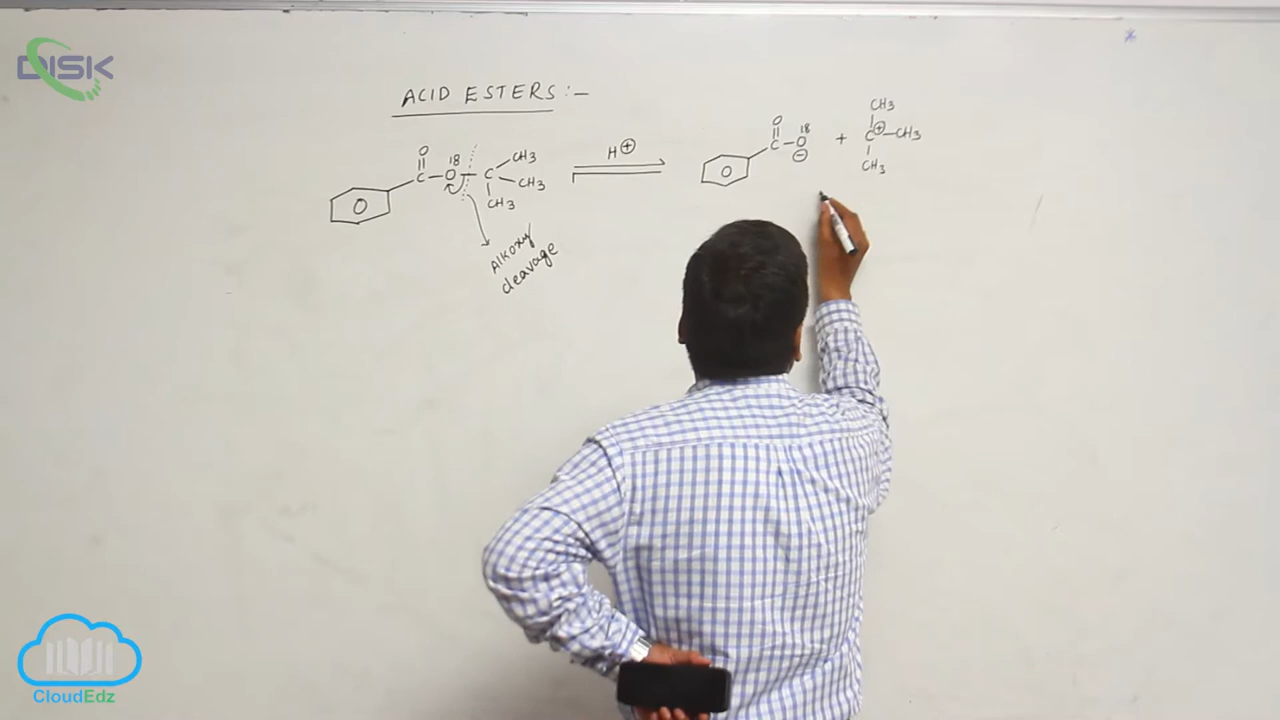 DISK
ACID ESTERS :-
O
||
C - O 18 - C - CH3
CH3
CH3
O
H⊕
O
||
C - O 18
⊖
O
+
CH3
C⊕ - CH3
CH3
Alkoxy
cleavage
CloudEdz